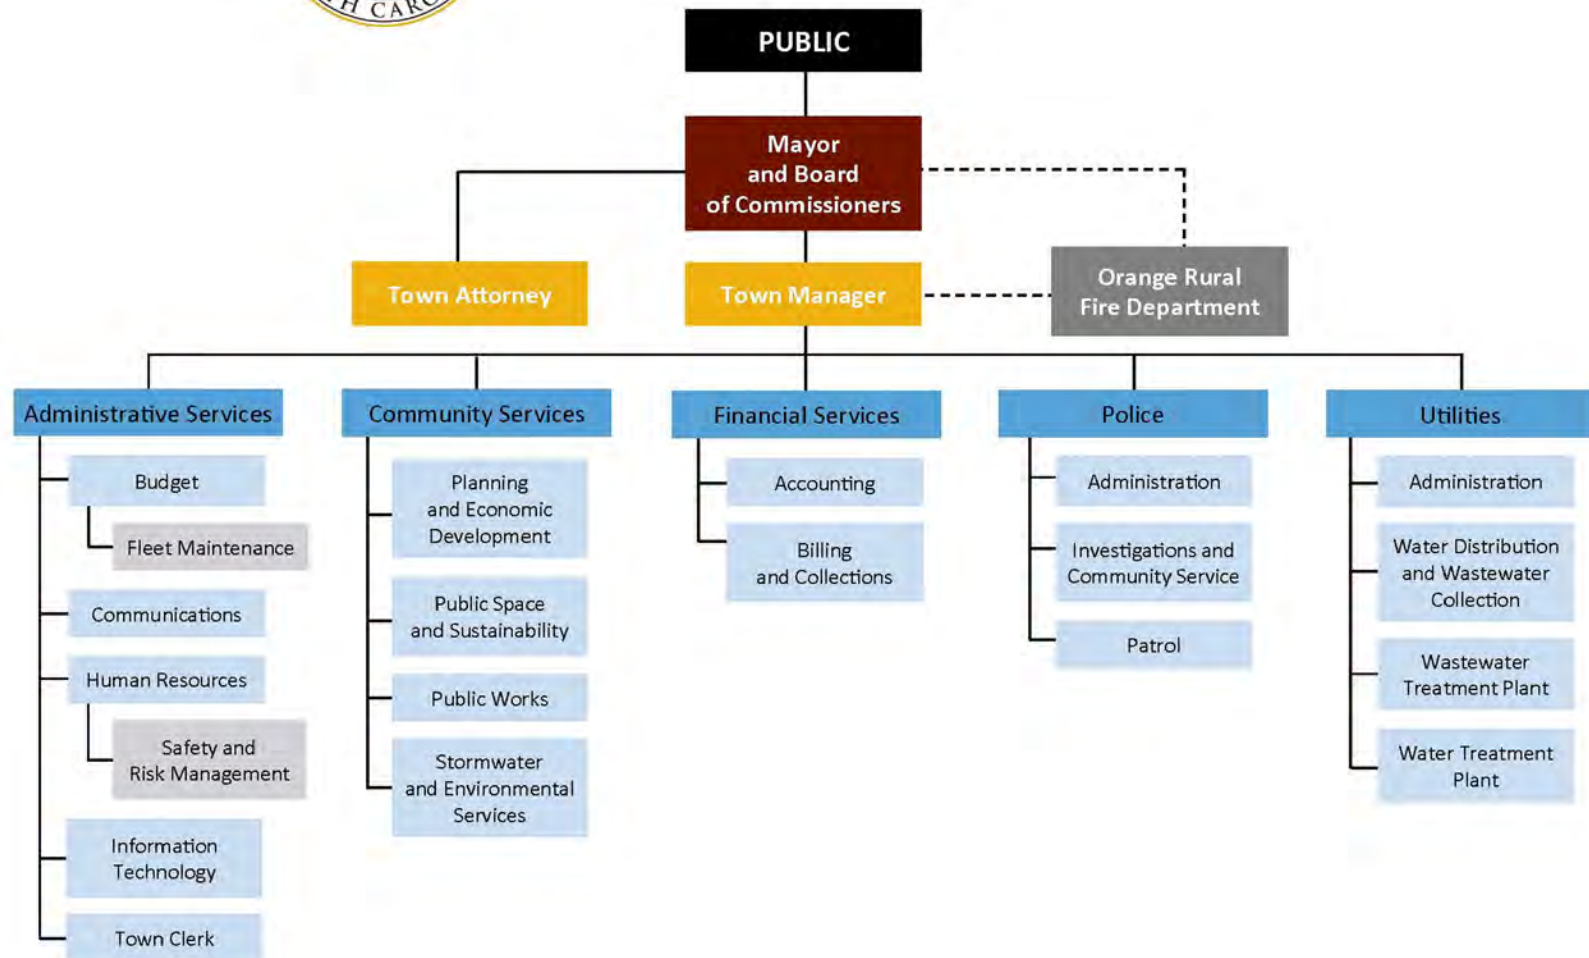 TH CARO
PUBLIC
Mayor
and Board
of Commissioners
Town Attorney
Town Manager
Orange Rural
Fire Department
Administrative Services
Budget
Fleet Maintenance
Communications
Human Resources
Safety and
Risk Management
Information
Technology
Town Clerk
Community Services
Planning
and Economic
Development
Public Space
and Sustainability
Public Works
Stormwater
and Environmental
Services
Financial Services
Accounting
Billing
and Collections
Police
Administration
Investigations and
Community Service
Patrol
Utilities
Administration
Water Distribution
and Wastewater
Collection
Wastewater
Treatment Plant
Water Treatment
Plant